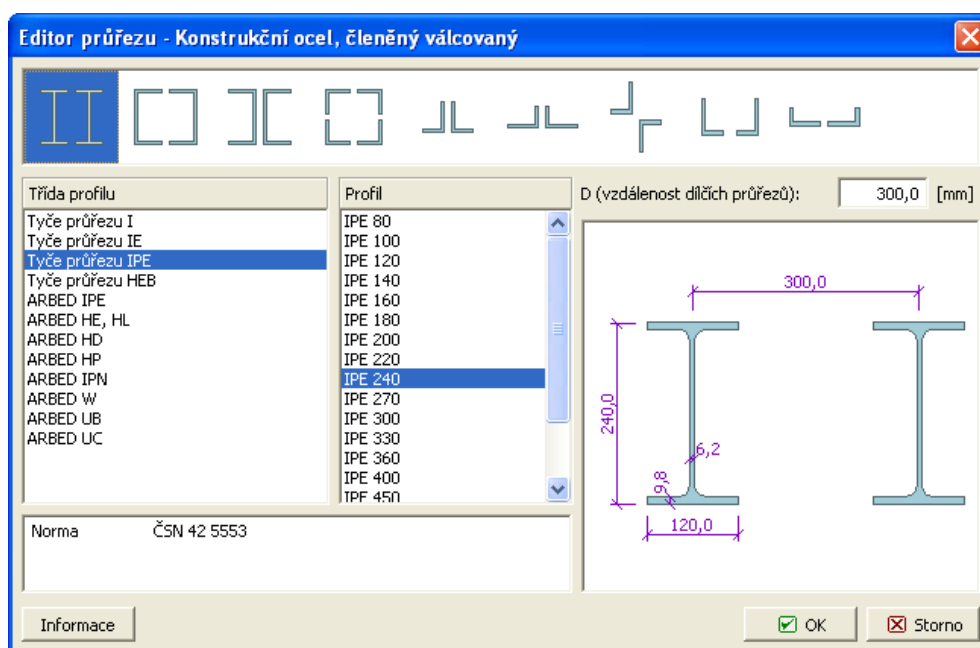 Editor průřezu - Konstrukční ocel, členěný válcovaný
Třída profilu
Tyče průřezu I
Tyče průřezu IE
Tyče průřezu IPE
Tyče průřezu HEB
ARBED IPE
ARBED HE, HL
ARBED HD
ARBED HP
ARBED IPN
ARBED W
ARBED UB
ARBED UC
Profil
IPE 80
IPE 100
IPE 120
IPE 140
IPE 160
IPE 180
IPE 200
IPE 220
IPE 240
IPE 270
IPE 300
IPE 330
IPE 360
IPE 400
IPE 450
D (vzdálenost dílčích průřezů): 300,0 [mm]
300,0
240,0
6,2
9,8
120,0
Norma ČSN 42 5553
Informace
OK
Storno